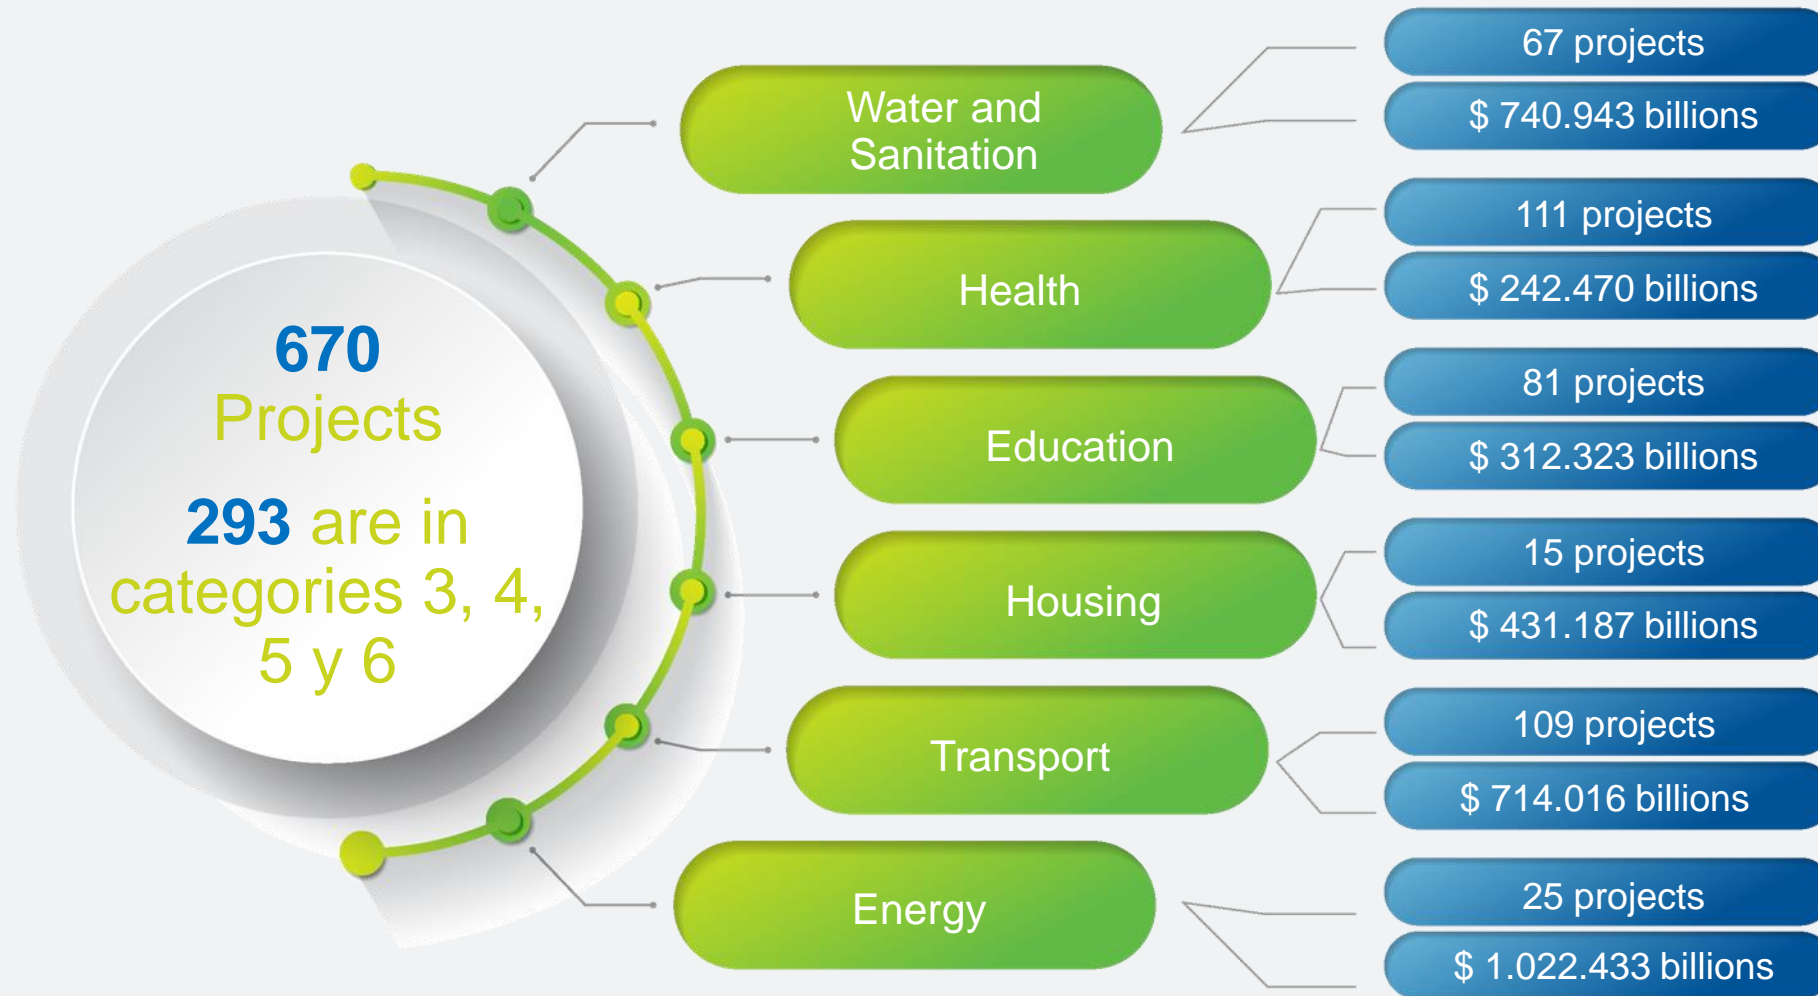 670
Projects
293 are in
categories 3, 4,
5 y 6
Water and
Sanitation
67 projects
$ 740.943 billions
Health
111 projects
$ 242.470 billions
Education
81 projects
$ 312.323 billions
Housing
15 projects
$ 431.187 billions
Transport
109 projects
$ 714.016 billions
Energy
25 projects
$ 1.022.433 billions